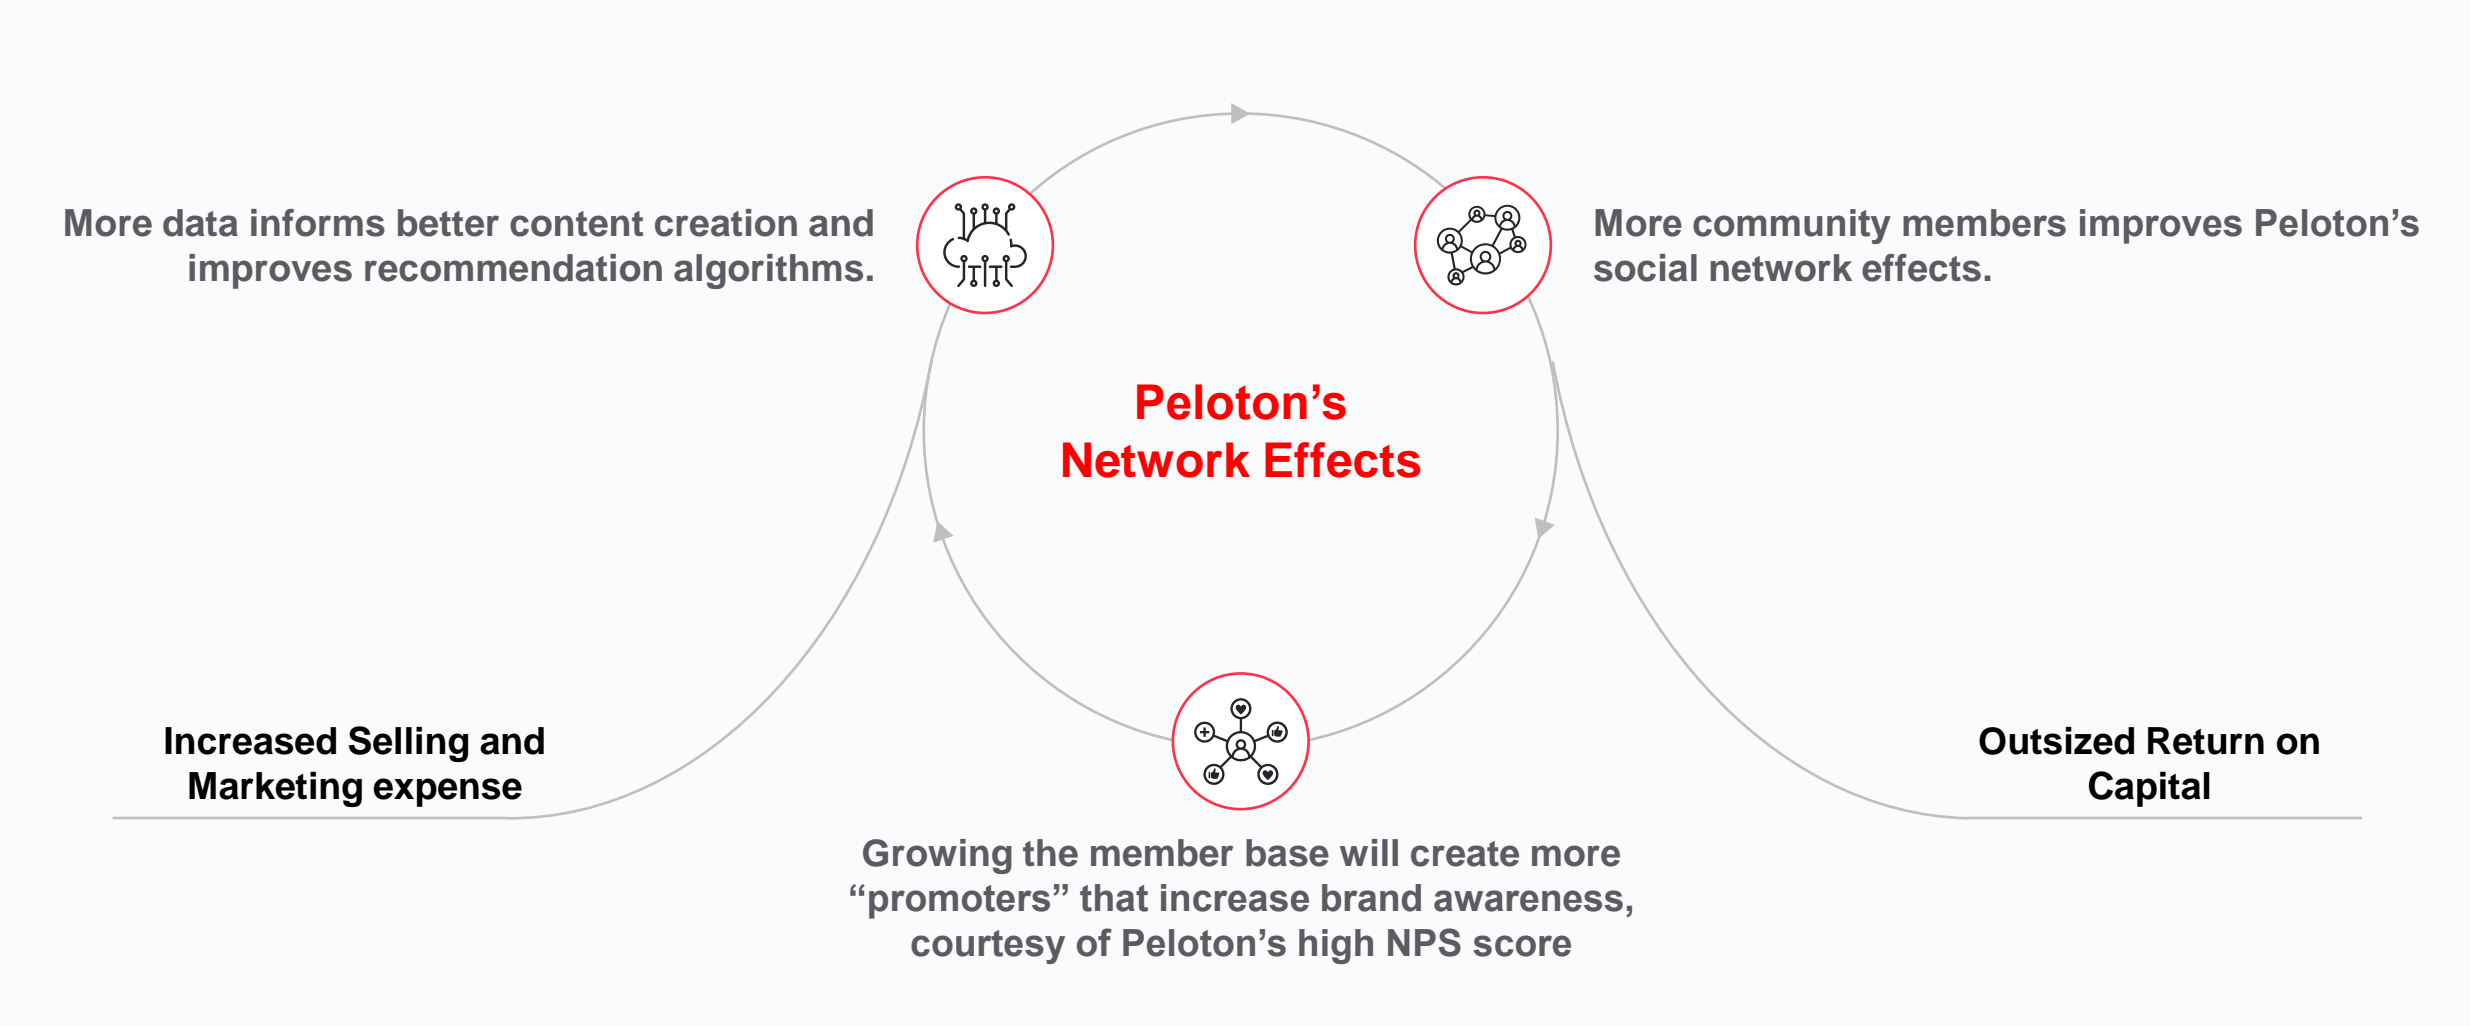 More data informs better content creation and
improves recommendation algorithms.
More community members improves Peloton’s
social network effects.
Peloton’s
Network Effects
Increased Selling and
Marketing expense
Outsized Return on
Capital
Growing the member base will create more
“promoters” that increase brand awareness,
courtesy of Peloton’s high NPS score